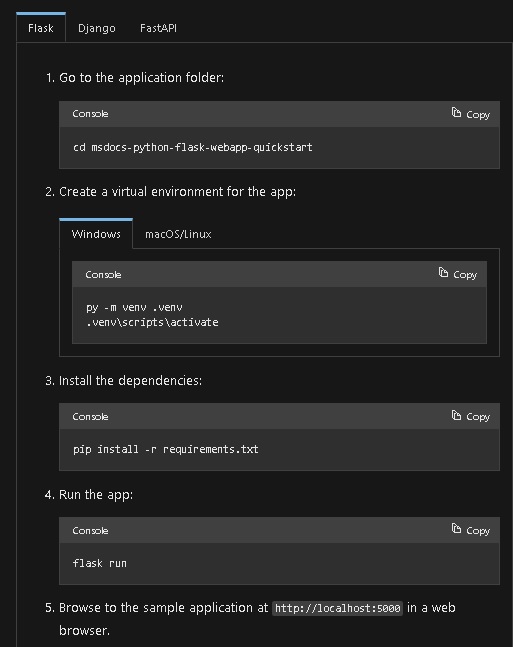 Flask Django FastAPI
1. Go to the application folder:
Console Copy
cd msdocs-python-flask-webapp-quickstart
2. Create a virtual environment for the app:
Windows macOS/Linux
Console Copy
py -m venv .venv
.venv\scripts\activate
3. Install the dependencies:
Console Copy
pip install -r requirements.txt
4. Run the app:
Console Copy
flask run
5. Browse to the sample application at http://localhost:5000 in a web
browser.